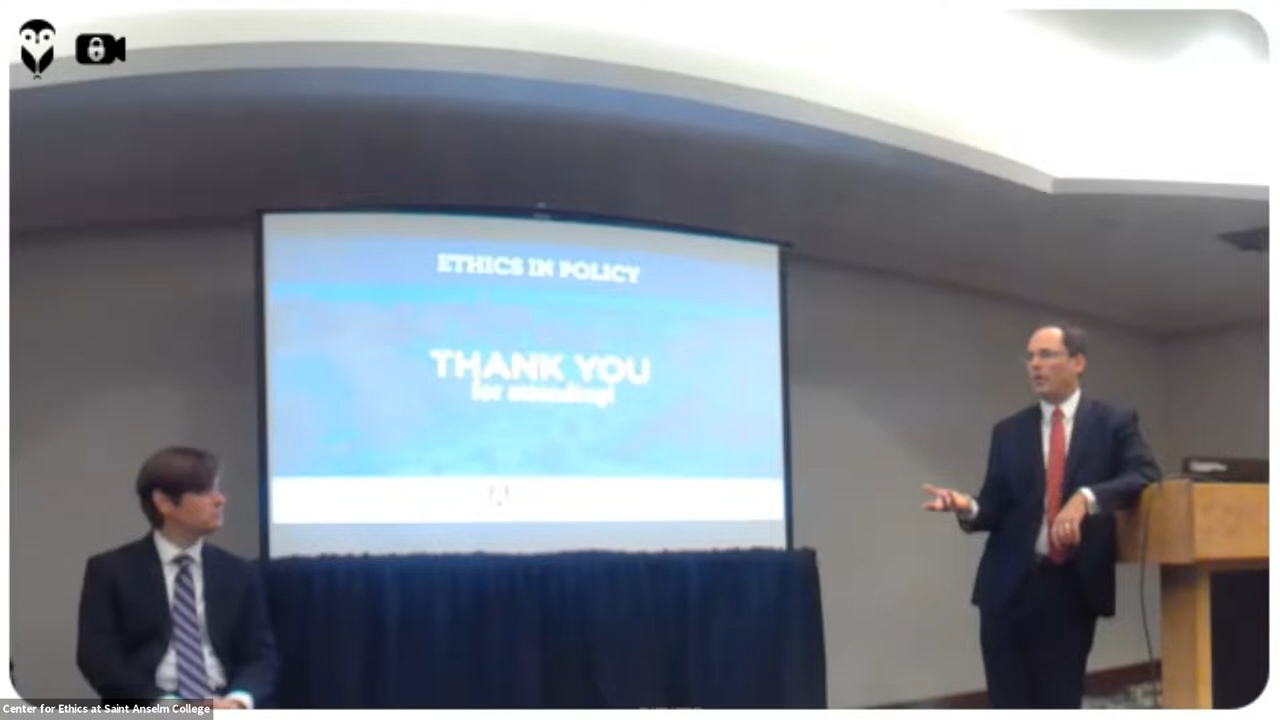 ETHICS IN POLICY
THANK YOU
for attending!
Center for Ethics at Saint Anselm College